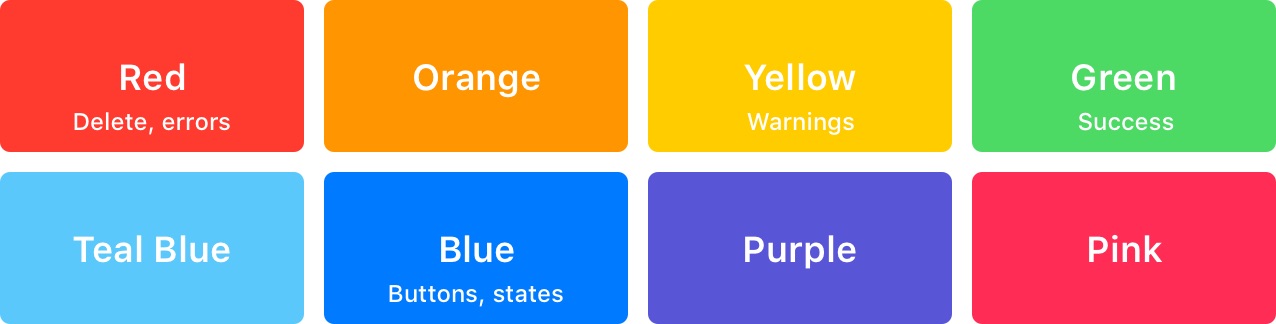 Red
Delete, errors
Orange
Yellow
Warnings
Green
Success
Teal Blue
Blue
Buttons, states
Purple
Pink